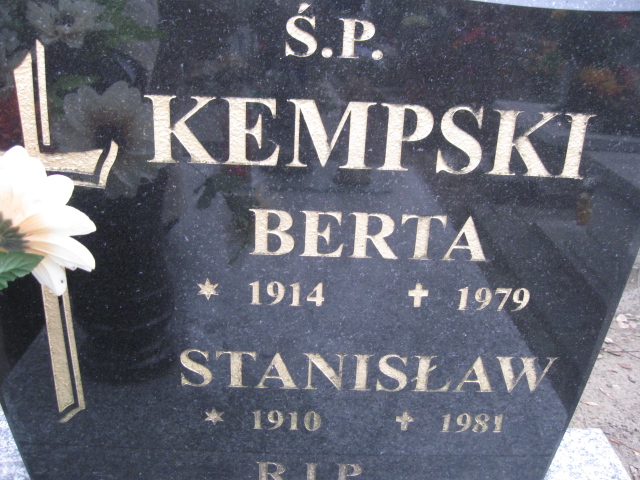 Ś.P.
KEMPSKI
BERTA
* 1914 ✝ 1979
STANISŁAW
* 1910 ✝ 1981
R.I.P.